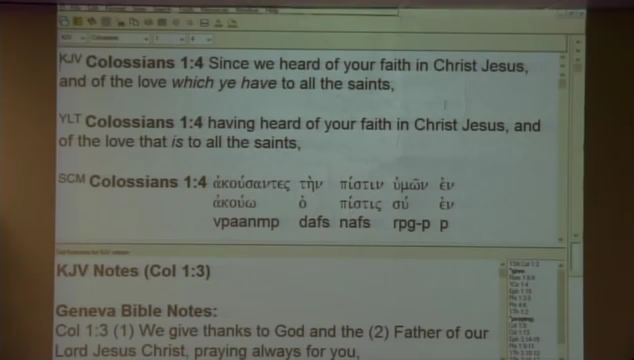 KJV Colossians 1:4 Since we heard of your faith in Christ Jesus,
and of the love which ye have to all the saints,
YLT Colossians 1:4 having heard of your faith in Christ Jesus, and
of the love that is to all the saints,
SCM Colossians 1:4 ἀκούσαντες τὴν πίστιν ὑμῶν ἐν
ἀκούω ὁ πίστις σύ ἐν
vpaanmp dafs nafs rpg-p p
KJV Notes (Col 1:3)
Geneva Bible Notes:
Col 1:3 (1) We give thanks to God and the (2) Father of our
Lord Jesus Christ, praying always for you,